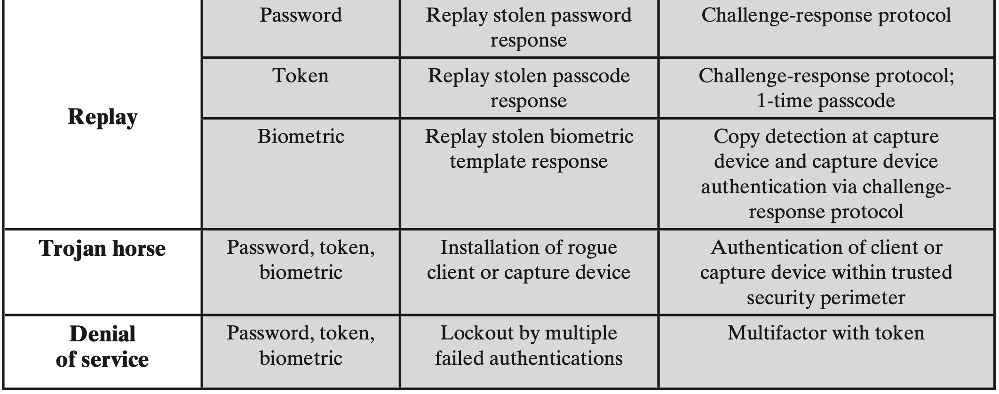 Replay
Password
Replay stolen password
response
Challenge-response protocol
Token
Replay stolen passcode
response
Challenge-response protocol;
1-time passcode
Biometric
Replay stolen biometric
template response
Copy detection at capture
device and capture device
authentication via challenge-
response protocol
Trojan horse
Password, token,
biometric
Installation of rogue
client or capture device
Authentication of client or
capture device within trusted
security perimeter
Denial
of service
Password, token,
biometric
Lockout by multiple
failed authentications
Multifactor with token